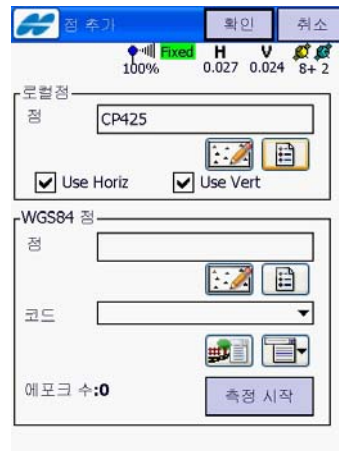 점 추가 확인 취소
Fixed H V
100% 0.027 0.024 8+ 2
로컬점
점 CP425
Use Horiz Use Vert
WGS84 점
점
코드
에포크 수:0 측정 시작